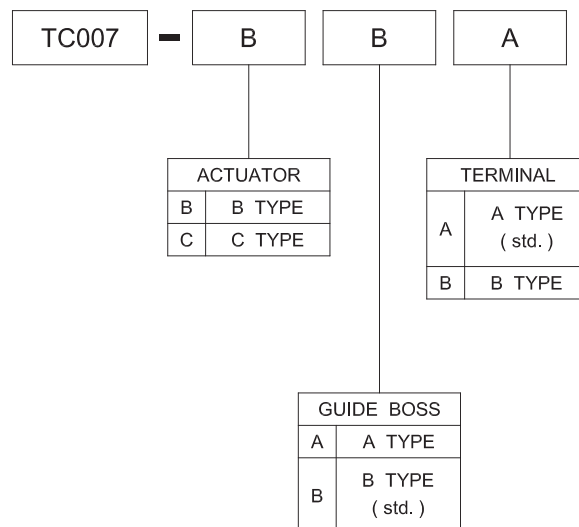 TC007 - B B A
ACTUATOR
B B TYPE
C C TYPE
TERMINAL
A A TYPE
( std. )
B B TYPE
GUIDE BOSS
A A TYPE
B B TYPE
( std. )